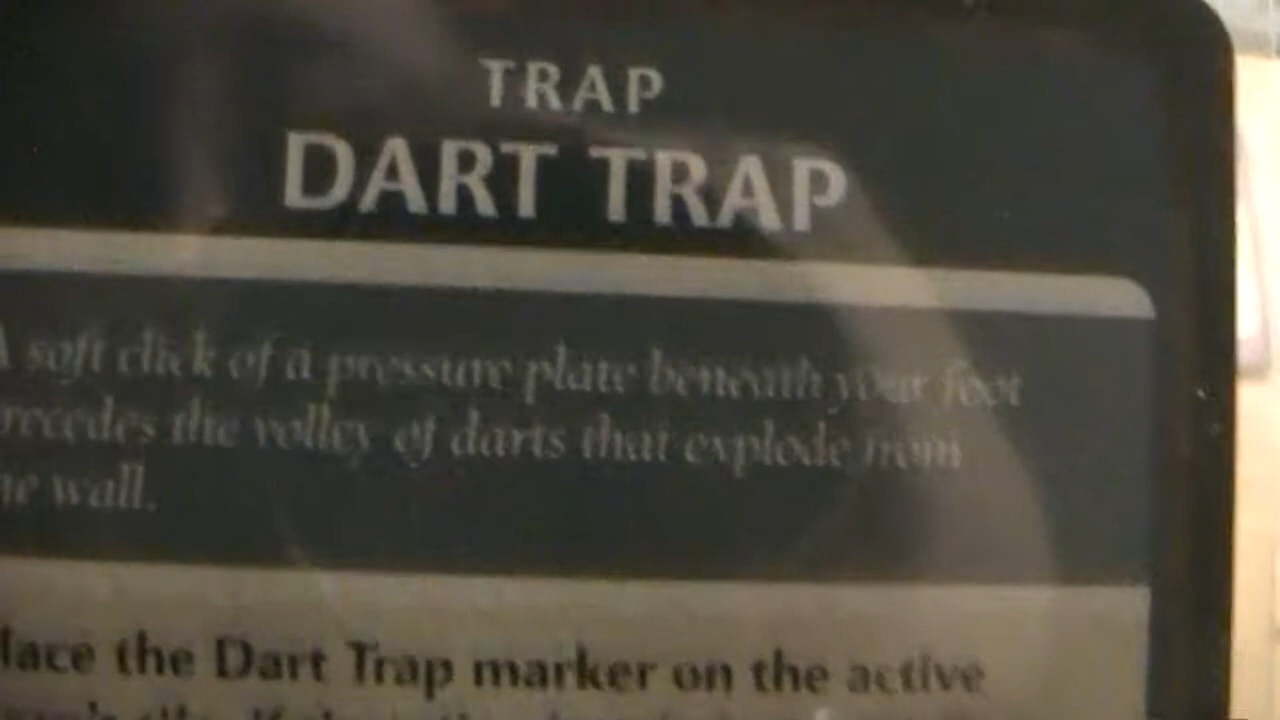 TRAP
DART TRAP
A soft click of a pressure plate beneath your foot
recedes the volley of darts that explode from
he wall.
lace the Dart Trap marker on the active